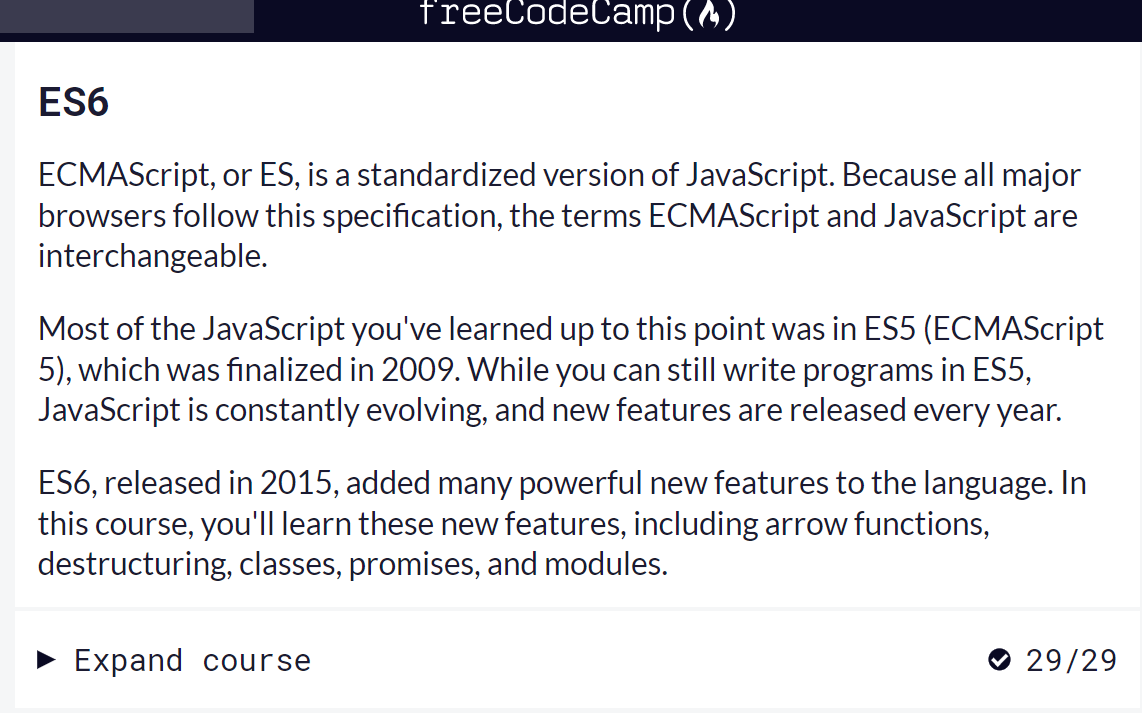 freeCodeCamp
ES6
ECMAScript, or ES, is a standardized version of JavaScript. Because all major
browsers follow this specification, the terms ECMAScript and JavaScript are
interchangeable.
Most of the JavaScript you've learned up to this point was in ES5 (ECMAScript
5), which was finalized in 2009. While you can still write programs in ES5,
JavaScript is constantly evolving, and new features are released every year.
ES6, released in 2015, added many powerful new features to the language. In
this course, you'll learn these new features, including arrow functions,
destructuring, classes, promises, and modules.
Expand course 29/29